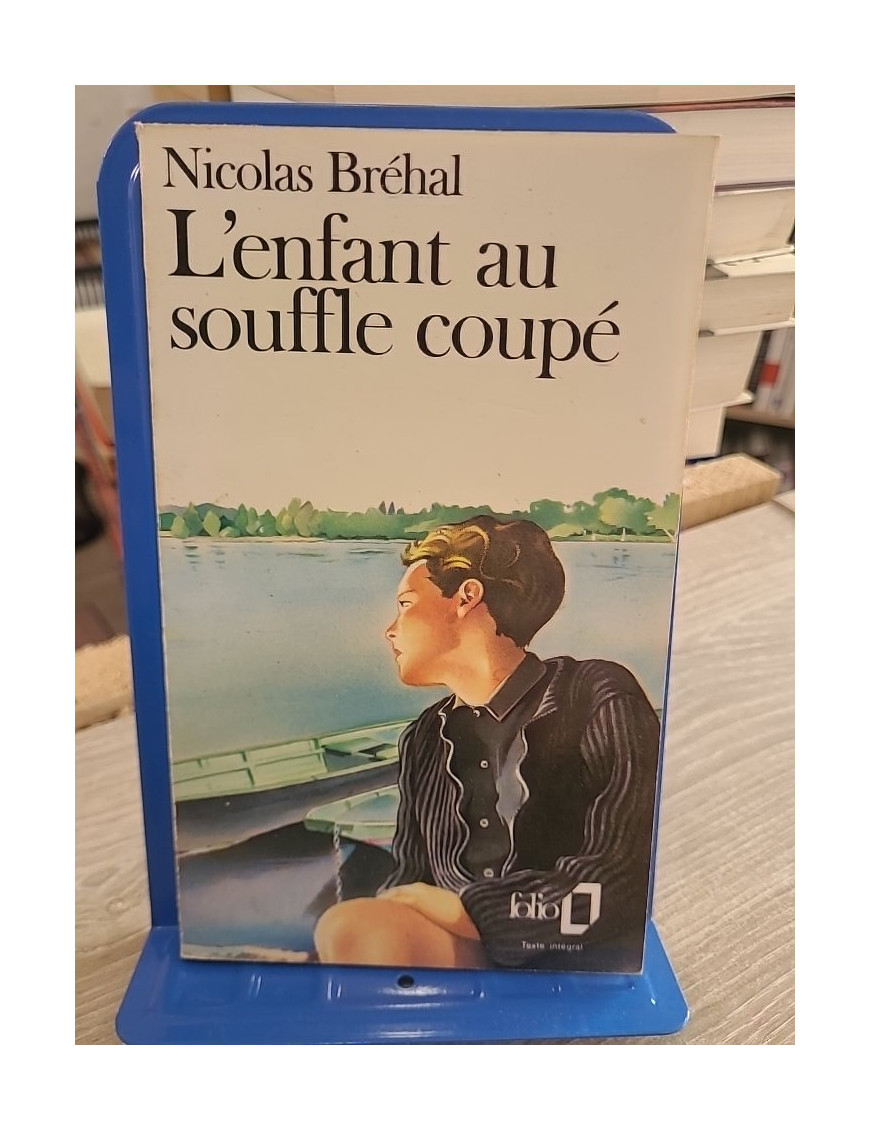 Nicolas Bréhal
L'enfant au
souffle coupé
folio
Texte intégral